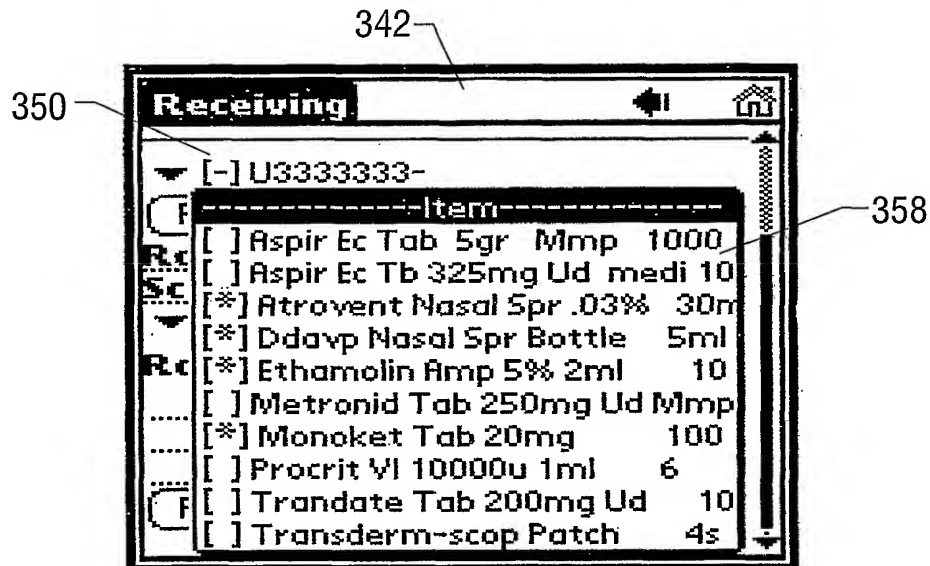 342
350
Receiving
[-] U3333333-
-------------Item-------------
358
[ ] Aspir Ec Tab 5gr Mmp 1000
[ ] Aspir Ec Tb 325mg Ud medi 10
[*] Atrovent Nasal Spr .03% 30m
[*] Ddavp Nasal Spr Bottle 5ml
[*] Ethamolin Amp 5% 2ml 10
[ ] Metronid Tab 250mg Ud Mmp
[*] Monoket Tab 20mg 100
[ ] Procrit Vl 10000u 1ml 6
[ ] Trandate Tab 200mg Ud 10
[ ] Transderm-scop Patch 4s